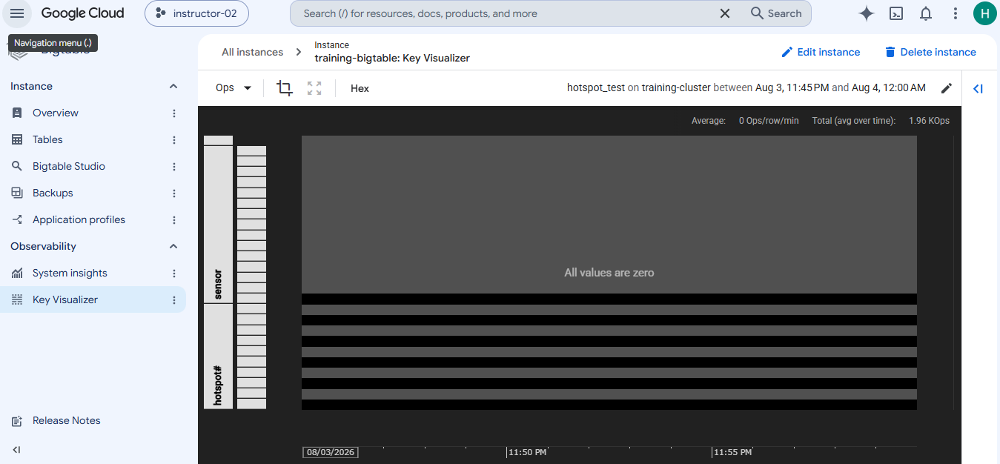 Google Cloud
instructor-02
Search (/) for resources, docs, products, and more
Search
H
Navigation menu (.)
Bigtable
All instances
Instance
training-bigtable: Key Visualizer
Edit instance
Delete instance
Instance
Overview
Tables
Bigtable Studio
Backups
Application profiles
Observability
System insights
Key Visualizer
Release Notes
Ops
Hex
hotspot_test on training-cluster between Aug 3, 11:45 PM and Aug 4, 12:00 AM
Average: 0 Ops/row/min Total (avg over time): 1.96 KOps
sensor
hotspot#
All values are zero
08/03/2026
11:50 PM
11:55 PM